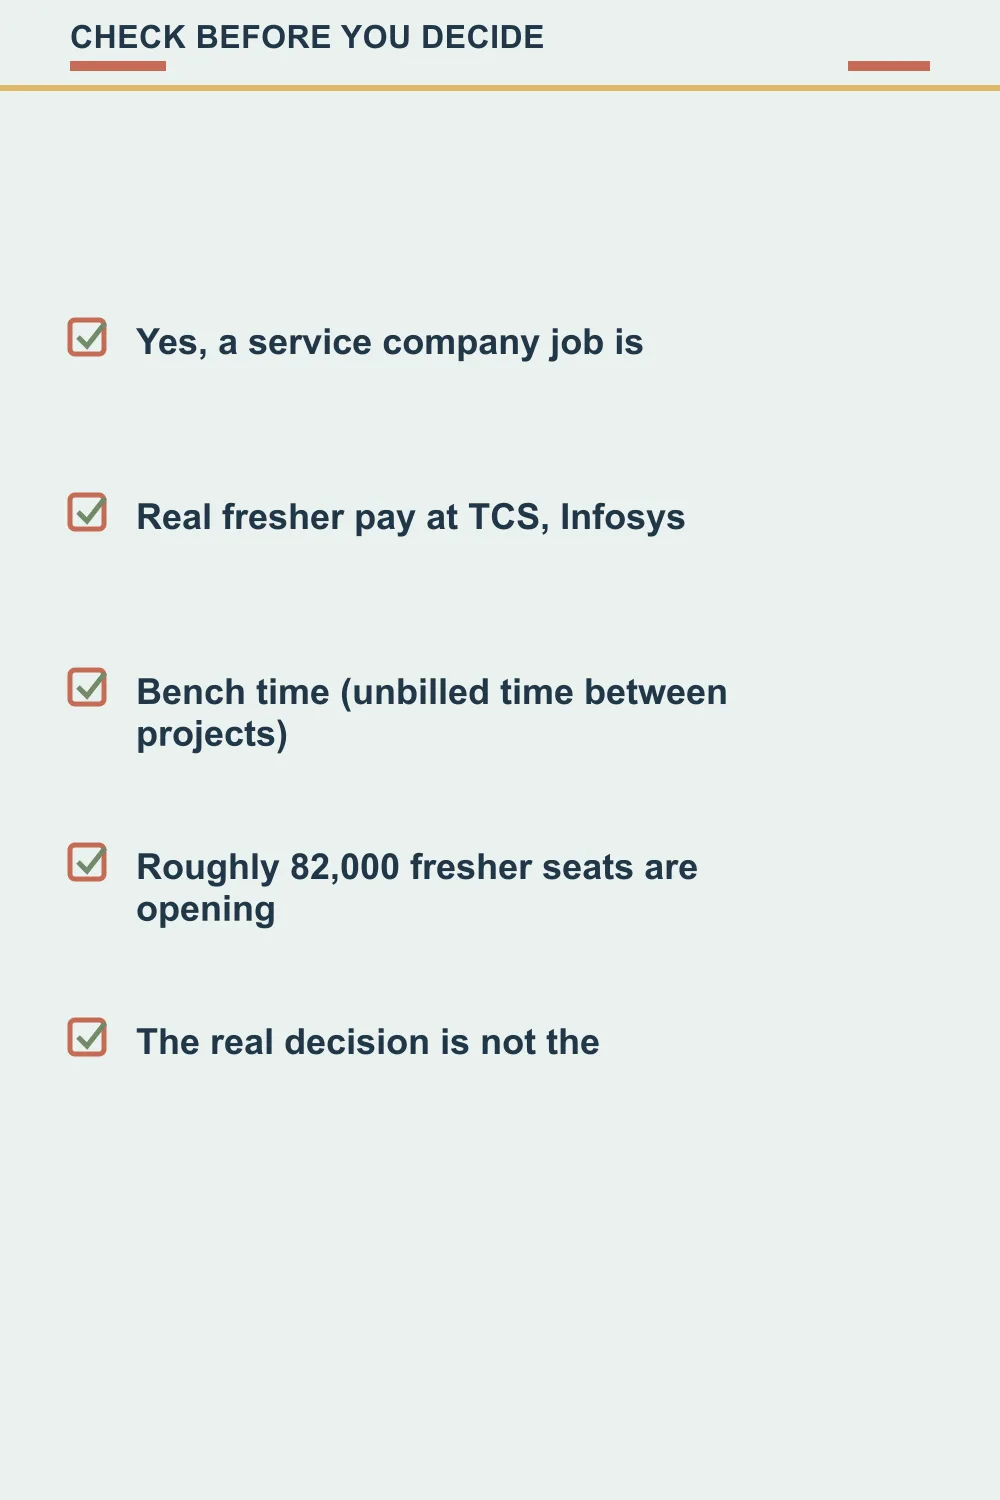 CHECK BEFORE YOU DECIDE
Yes, a service company job is
Real fresher pay at TCS, Infosys
Bench time (unbilled time between
projects)
Roughly 82,000 fresher seats are
opening
The real decision is not the